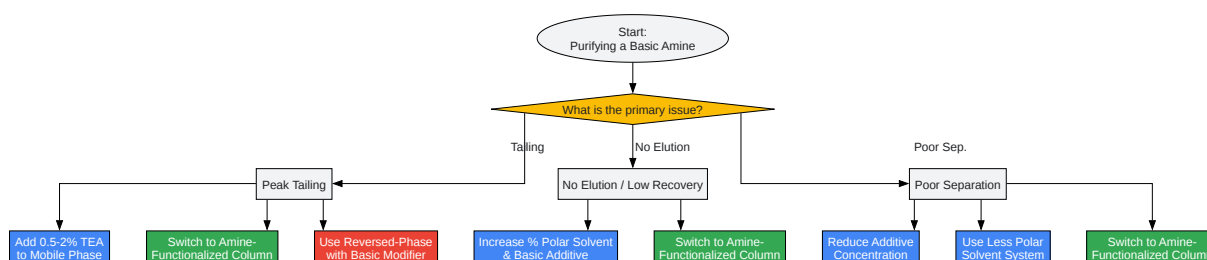 Start:
Purifying a Basic Amine
What is the primary issue?
Tailing
No Elution
Poor Sep.
Peak Tailing
No Elution / Low Recovery
Poor Separation
Add 0.5-2% TEA
to Mobile Phase
Switch to Amine-
Functionalized Column
Use Reversed-Phase
with Basic Modifier
Increase % Polar Solvent
& Basic Additive
Switch to Amine-
Functionalized Column
Reduce Additive
Concentration
Use Less Polar
Solvent System
Switch to Amine-
Functionalized Colum